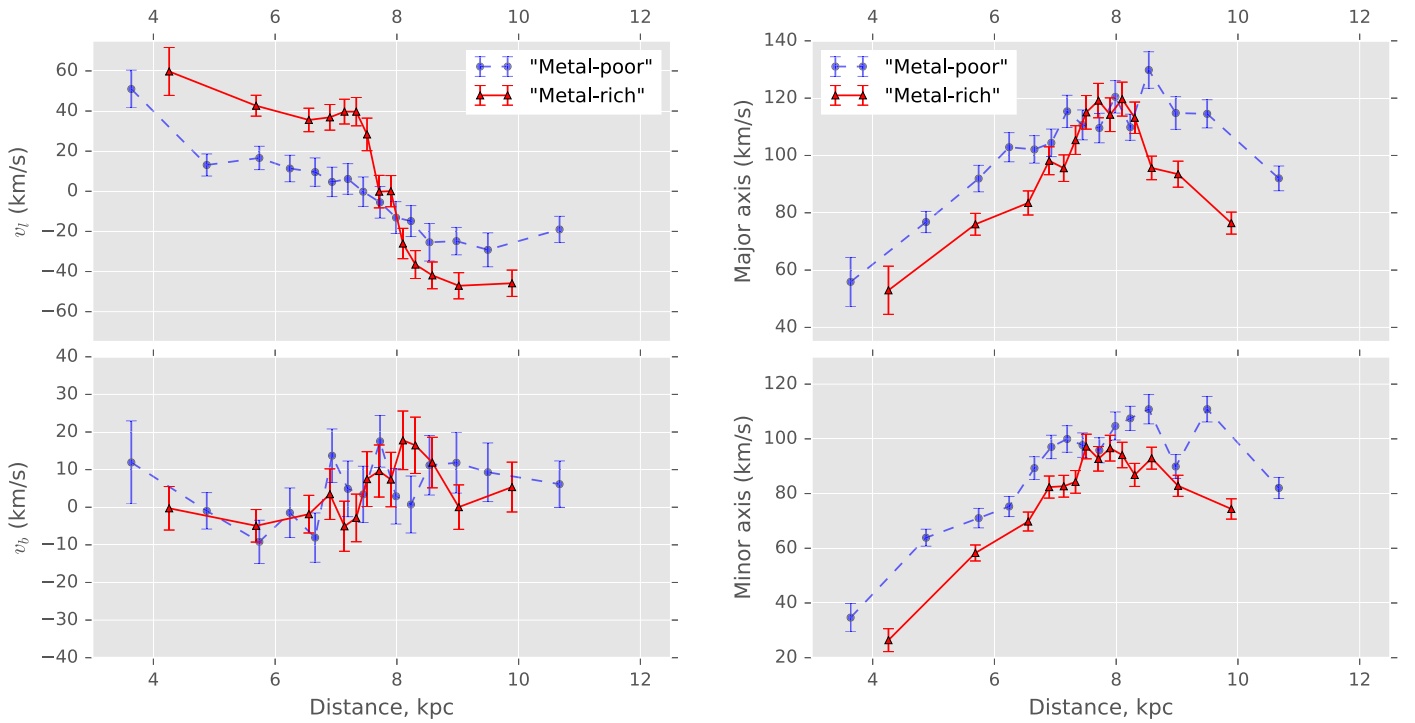 4 6 8 10 12
4 6 8 10 12
60
40
20
0
−20
−40
−60
v_l (km/s)
"Metal-poor"
"Metal-rich"
140
120
100
80
60
40
Major axis (km/s)
"Metal-poor"
"Metal-rich"
40
30
20
10
0
−10
−20
−30
−40
v_b (km/s)
4 6 8 10 12
Distance, kpc
120
100
80
60
40
20
Minor axis (km/s)
4 6 8 10 12
Distance, kpc